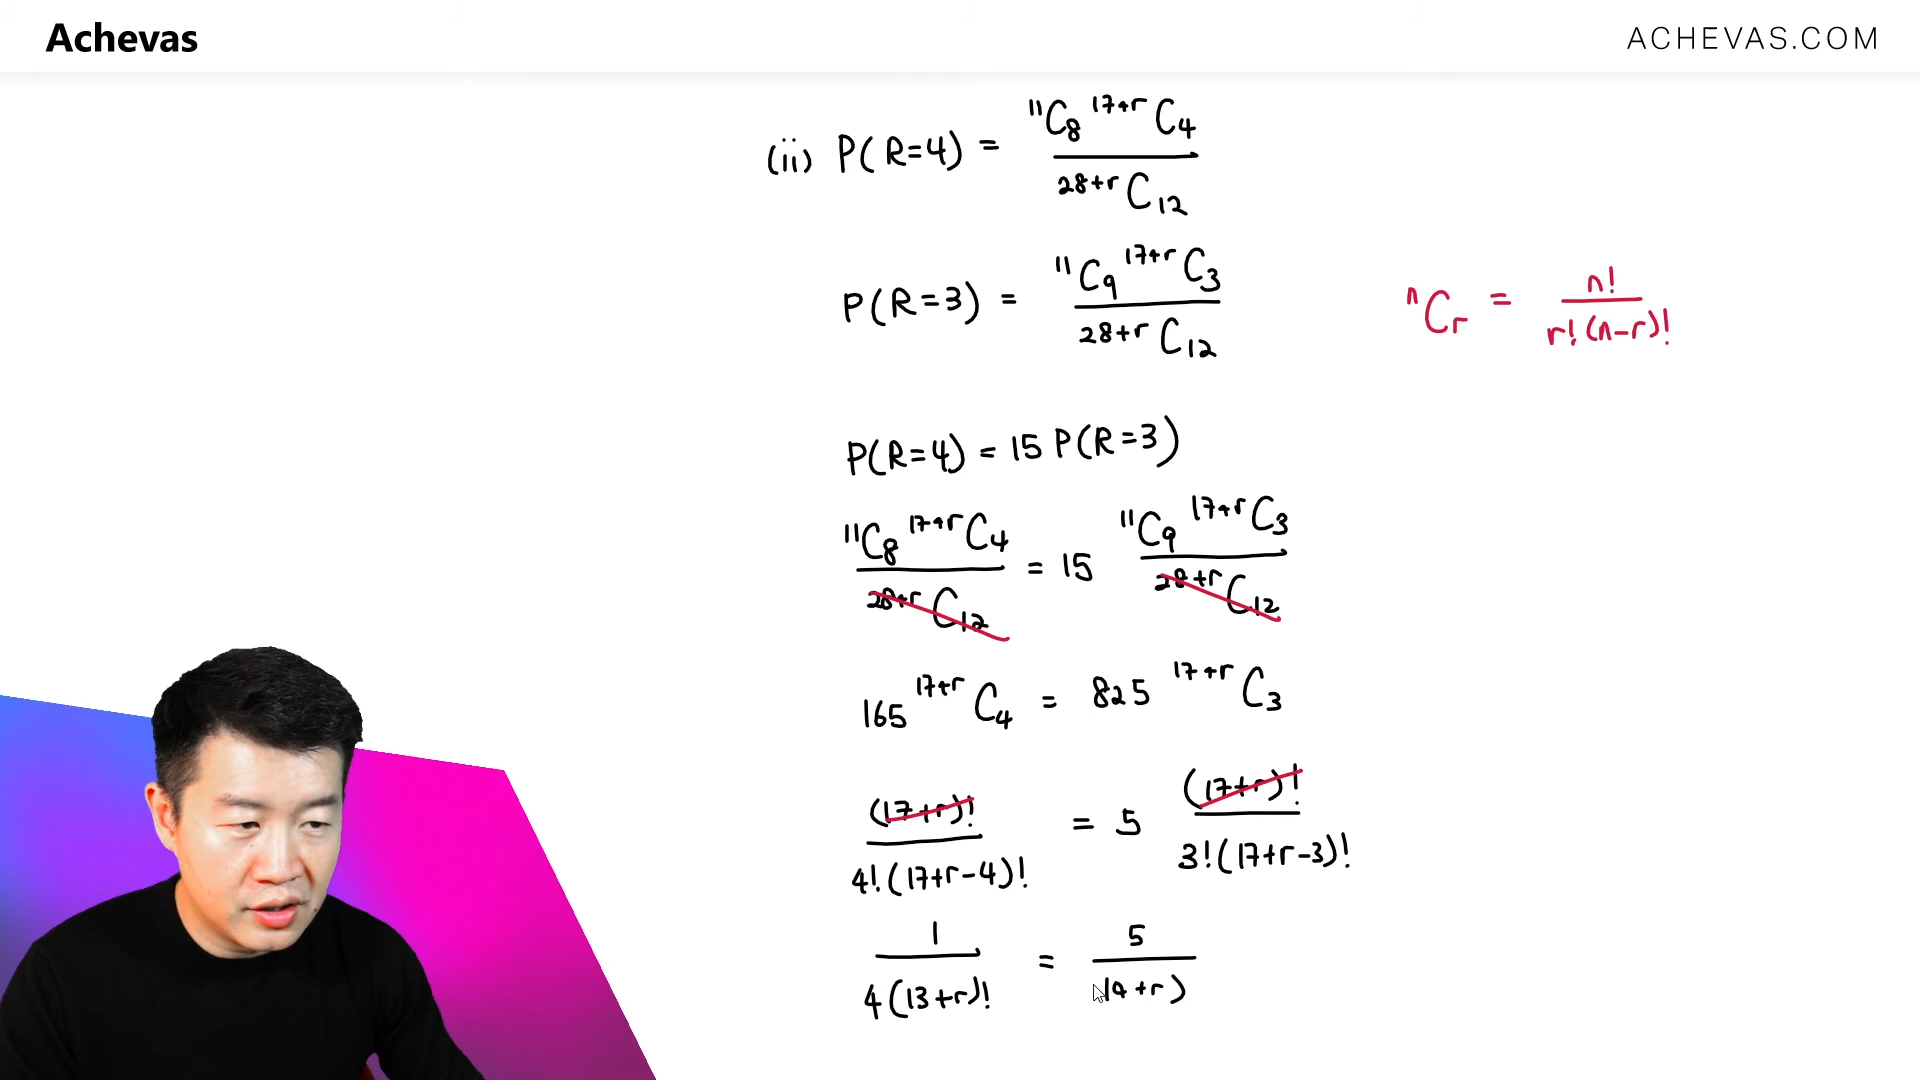 Achevas
ACHEVAS.COM
(ii) P(R=4) = ¹¹C₈ ¹⁷⁺ʳC₄ / ²⁸⁺ʳC₁₂
P(R=3) = ¹¹C₉ ¹⁷⁺ʳC₃ / ²⁸⁺ʳC₁₂
ⁿCᵣ = n! / r!(n-r)!
P(R=4) = 15 P(R=3)
¹¹C₈ ¹⁷⁺ʳC₄ / ²⁸⁺ʳC₁₂ = 15 ¹¹C₉ ¹⁷⁺ʳC₃ / ²⁸⁺ʳC₁₂
165 ¹⁷⁺ʳC₄ = 825 ¹⁷⁺ʳC₃
(17+r)! / 4!(17+r-4)! = 5 (17+r)! / 3!(17+r-3)!
1 / 4(13+r)! = 5 / 14+r)